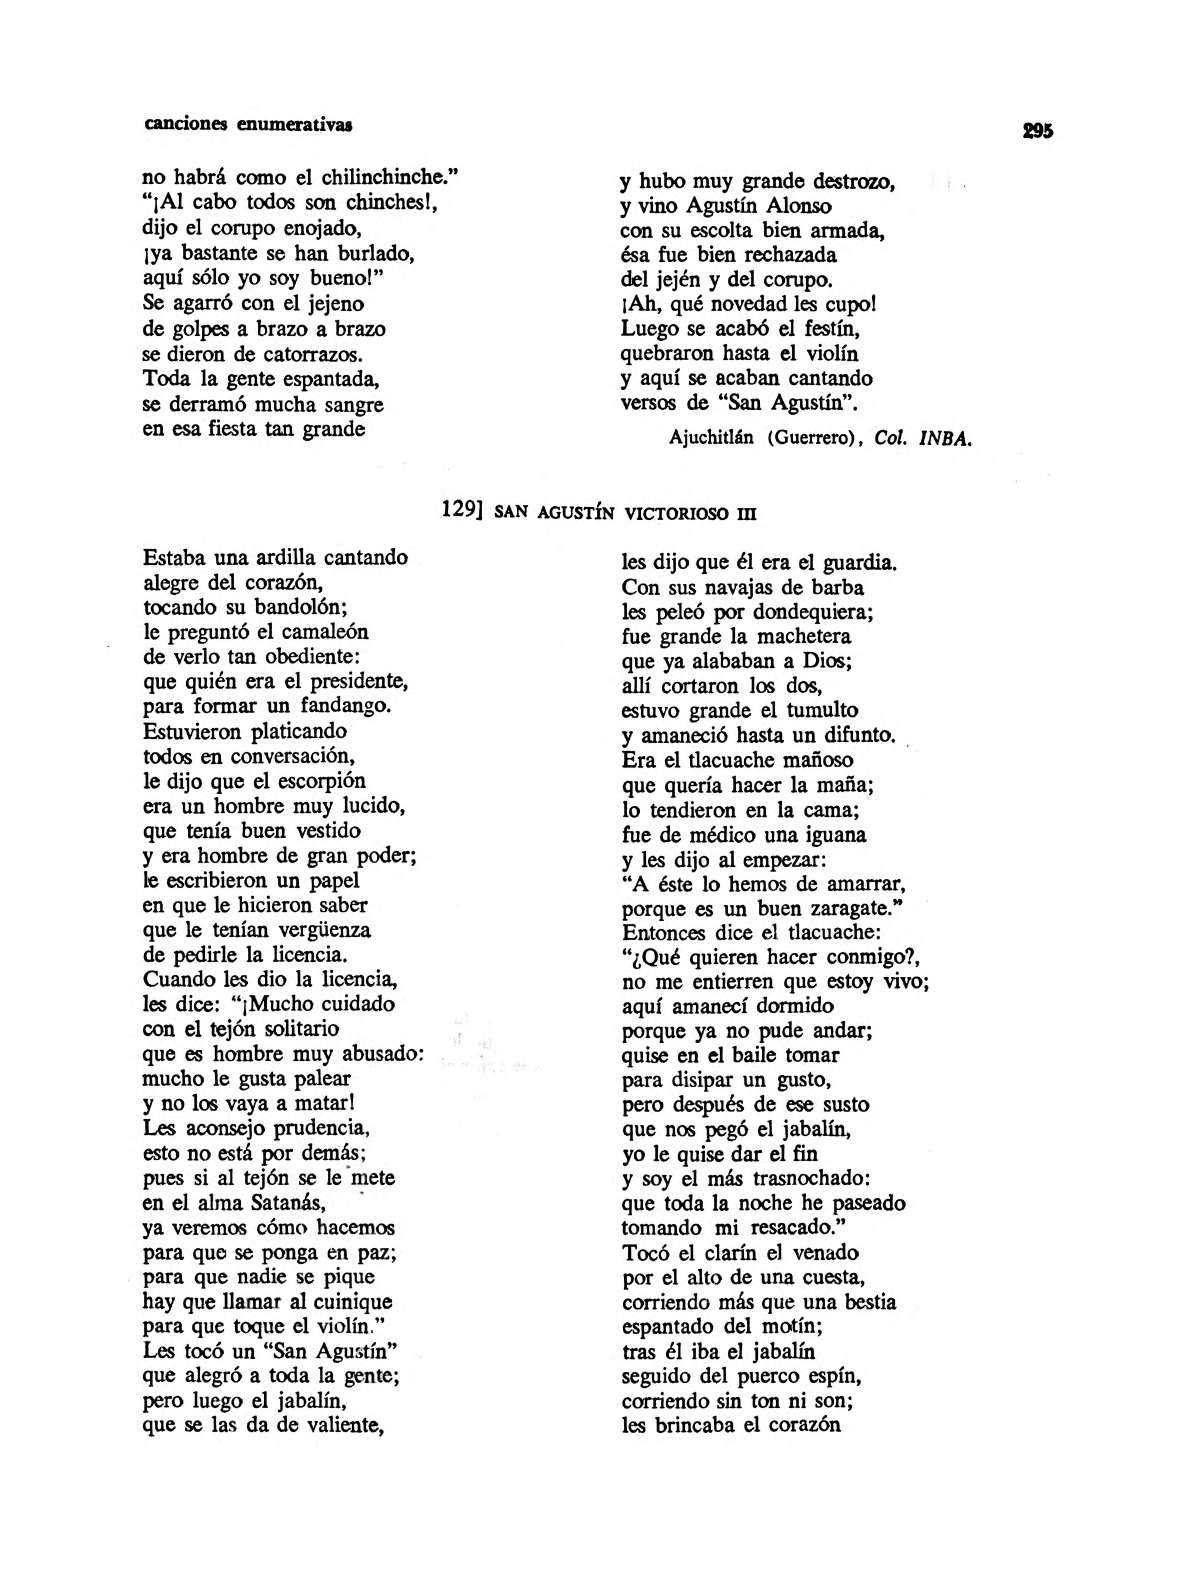 canciones enumerativas
295
no habrá como el chilinchinche.”
“¡Al cabo todos son chinches!,
dijo el corupo enojado,
¡ya bastante se han burlado,
aquí sólo yo soy bueno!”
Se agarró con el jejeno
de golpes a brazo a brazo
se dieron de catorrazos.
Toda la gente espantada,
se derramó mucha sangre
en esa fiesta tan grande
y hubo muy grande destrozo,
y vino Agustín Alonso
con su escolta bien armada,
ésa fue bien rechazada
del jején y del corupo.
¡Ah, qué novedad les cupo!
Luego se acabó el festín,
quebraron hasta el violín
y aquí se acaban cantando
versos de “San Agustín”.
Ajuchitlán (Guerrero), Col. INBA.
129] SAN AGUSTÍN VICTORIOSO III
Estaba una ardilla cantando
alegre del corazón,
tocando su bandolón;
le preguntó el camaleón
de verlo tan obediente:
que quién era el presidente,
para formar un fandango.
Estuvieron platicando
todos en conversación,
le dijo que el escorpión
era un hombre muy lucido,
que tenía buen vestido
y era hombre de gran poder;
le escribieron un papel
en que le hicieron saber
que le tenían vergüenza
de pedirle la licencia.
Cuando les dio la licencia,
les dice: “¡Mucho cuidado
con el tejón solitario
que es hombre muy abusado:
mucho le gusta palear
y no los vaya a matar!
Les aconsejo prudencia,
esto no está por demás;
pues si al tejón se le mete
en el alma Satanás,
ya veremos cómo hacemos
para que se ponga en paz;
para que nadie se pique
hay que llamar al cuinique
para que toque el violín.”
Les tocó un “San Agustín”
que alegró a toda la gente;
pero luego el jabalín,
que se las da de valiente,
les dijo que él era el guardia.
Con sus navajas de barba
les peleó por dondequiera;
fue grande la machetera
que ya alababan a Dios;
allí cortaron los dos,
estuvo grande el tumulto
y amaneció hasta un difunto.
Era el tlacuache mañoso
que quería hacer la maña;
lo tendieron en la cama;
fue de médico una iguana
y les dijo al empezar:
“A éste lo hemos de amarrar,
porque es un buen zaragate.”
Entonces dice el tlacuache:
“¿Qué quieren hacer conmigo?,
no me entierren que estoy vivo;
aquí amanecí dormido
porque ya no pude andar;
quise en el baile tomar
para disipar un gusto,
pero después de ese susto
que nos pegó el jabalín,
yo le quise dar el fin
y soy el más trasnochado:
que toda la noche he paseado
tomando mi resacado.”
Tocó el clarín el venado
por el alto de una cuesta,
corriendo más que una bestia
espantado del motín;
tras él iba el jabalín
seguido del puerco espín,
corriendo sin ton ni son;
les brincaba el corazón